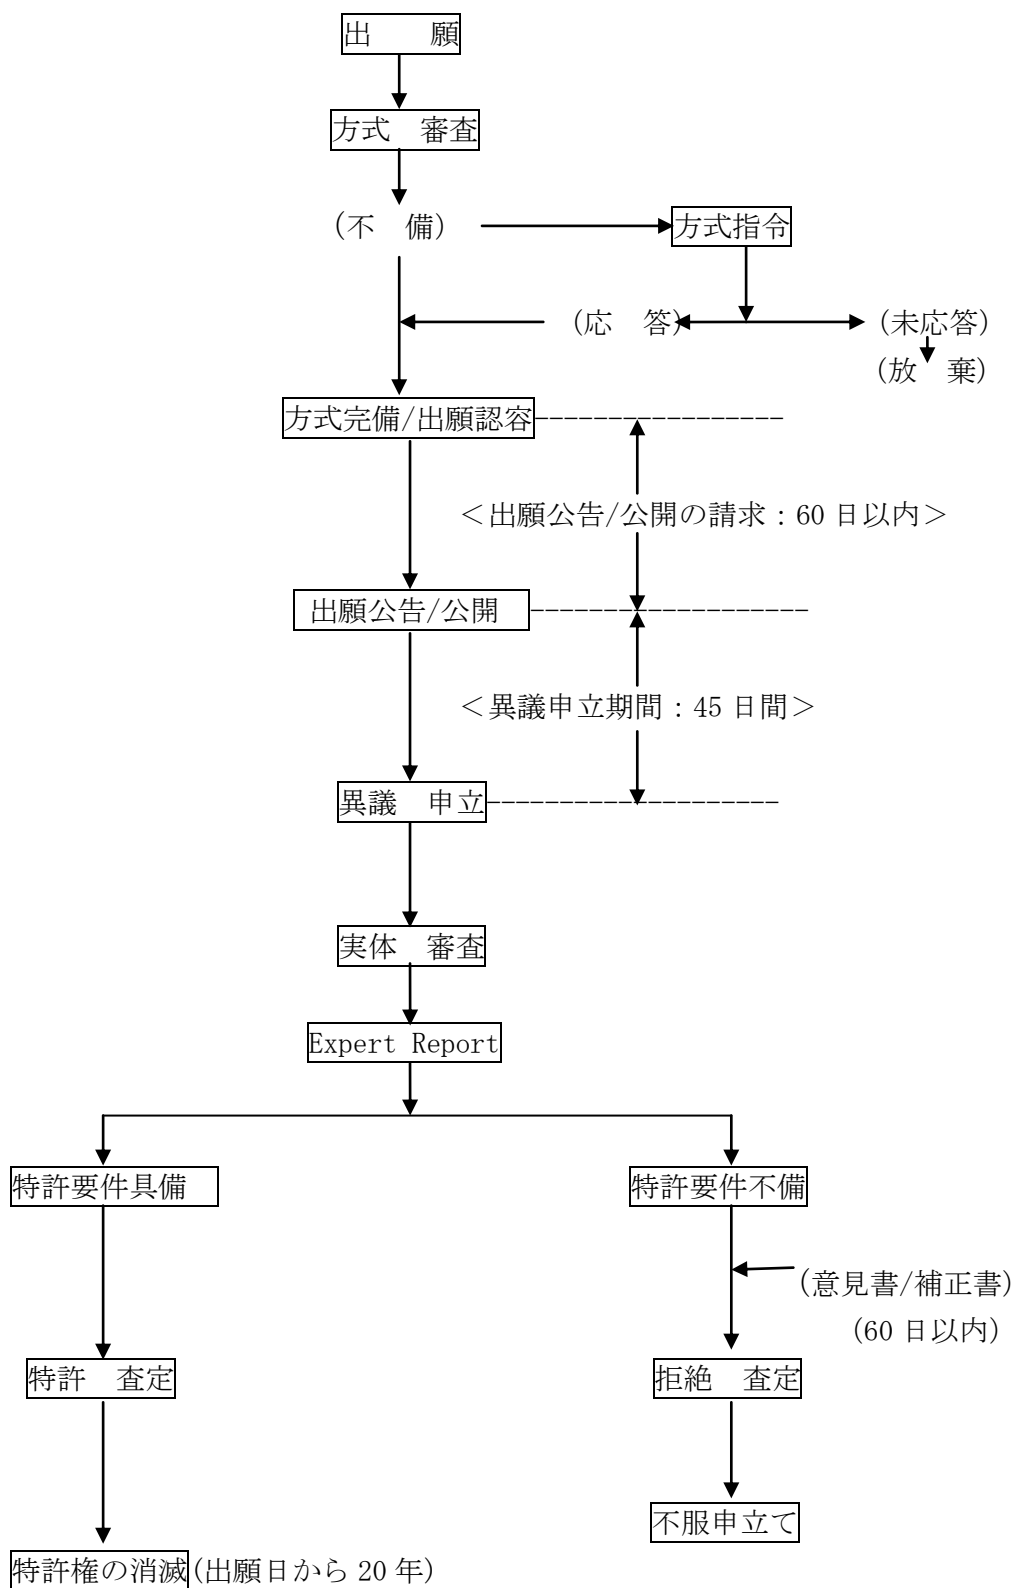 出　　願
方式　審査
(不　備)
方式指令
(応　答)
(未応答)
(放　棄)
方式完備/出願認容
＜出願公告/公開の請求：60 日以内＞
出願公告/公開
＜異議申立期間：45 日間＞
異議　申立
実体　審査
Expert Report
特許要件具備
特許要件不備
(意見書/補正書)
(60 日以内)
特許　査定
拒絶　査定
不服申立て
特許権の消滅(出願日から 20 年)